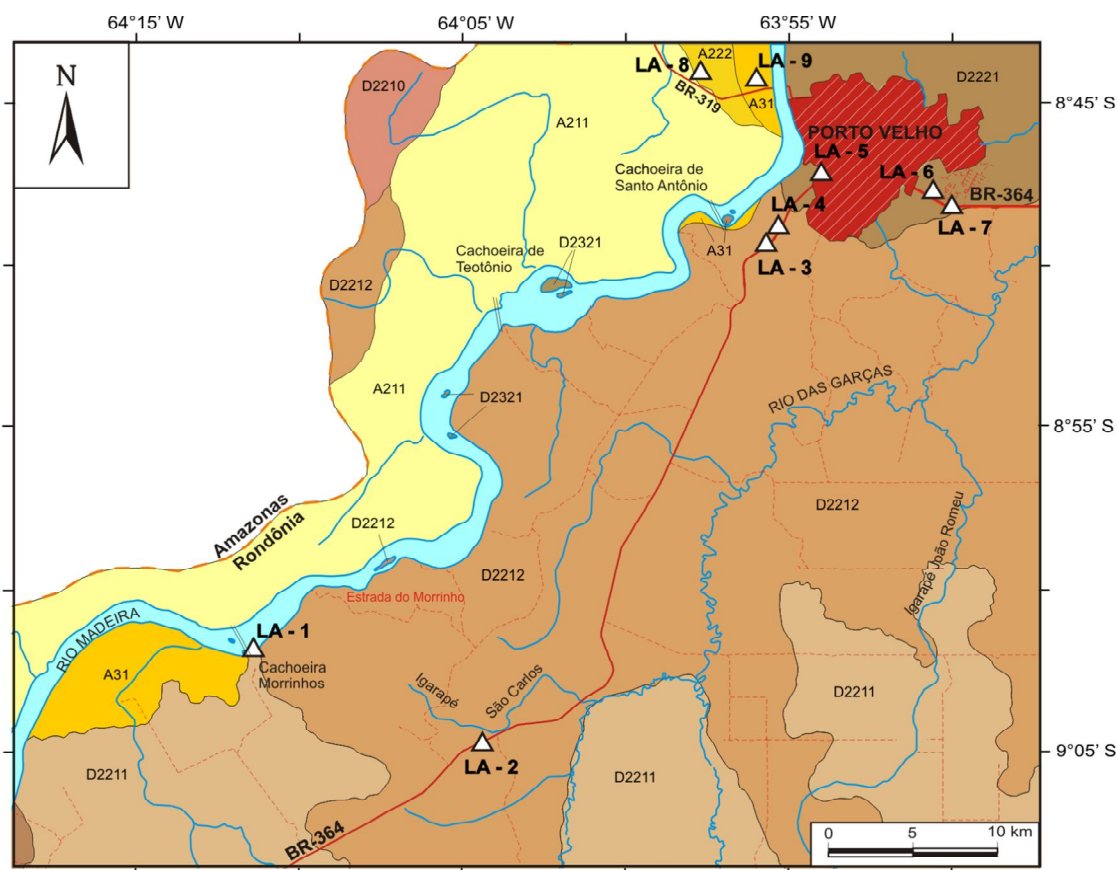 64°15' W
64°05' W
63°55' W
N
D2210
A211
LA - 8
A222
LA - 9
BR-319
A31
D2221
8°45' S
PORTO VELHO
LA - 5
Cachoeira de
Santo Antônio
LA - 6
BR-364
LA - 4
LA - 7
A31
LA - 3
D2321
Cachoeira de
Teotônio
D2212
A211
D2321
RIO DAS GARÇAS
8°55' S
Amazonas
Rondônia
D2212
D2212
D2212
Igarapé João Romeu
Estrada do Morrinho
RIO MADEIRA
LA - 1
Cachoeira
Morrinhos
A31
Igarapé
São Carlos
D2211
LA - 2
9°05' S
D2211
D2211
BR-364
0
5
10 km